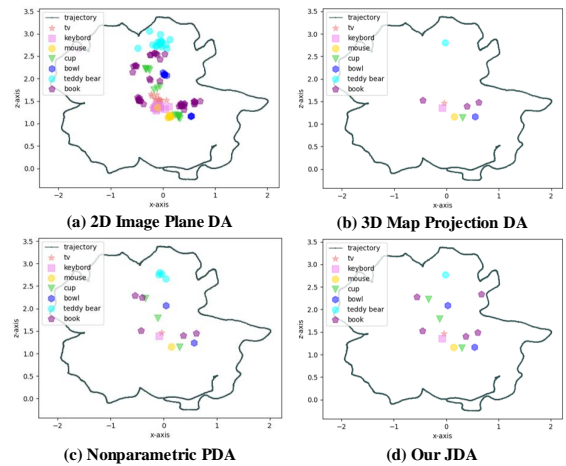 3.5
3.0
2.5
2.0
1.5
1.0
0.5
0.0
z-axis
trajectory
tv
keybord
mouse
cup
bowl
teddy bear
book
−2 −1 0 1 2
x-axis
(a) 2D Image Plane DA
3.5
3.0
2.5
2.0
1.5
1.0
0.5
0.0
z-axis
trajectory
tv
keybord
mouse
cup
bowl
teddy bear
book
−2 −1 0 1 2
x-axis
(b) 3D Map Projection DA
3.5
3.0
2.5
2.0
1.5
1.0
0.5
0.0
z-axis
trajectory
tv
keybord
mouse
cup
bowl
teddy bear
book
−2 −1 0 1 2
x-axis
(c) Nonparametric PDA
3.5
3.0
2.5
2.0
1.5
1.0
0.5
0.0
z-axis
trajectory
tv
keybord
mouse
cup
bowl
teddy bear
book
−2 −1 0 1 2
x-axis
(d) Our JDA